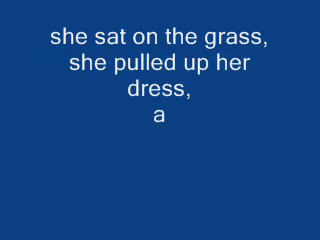 she sat on the grass,
she pulled up her
dress,
a